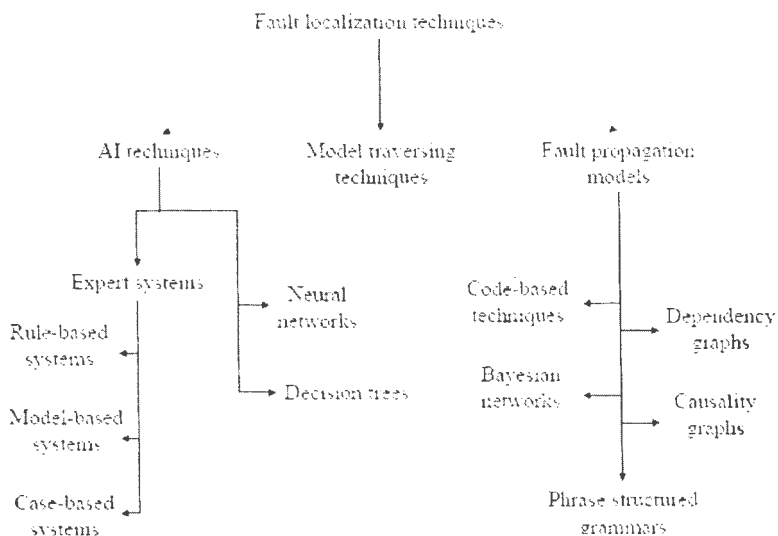 Fault localization techniques
AI techniques
Model traversing
techniques
Fault propagation
models
Expert systems
Neural
networks
Rule-based
systems
Decision trees
Model-based
systems
Case-based
systems
Code-based
techniques
Dependency
graphs
Bayesian
networks
Causality
graphs
Phrase structured
grammars